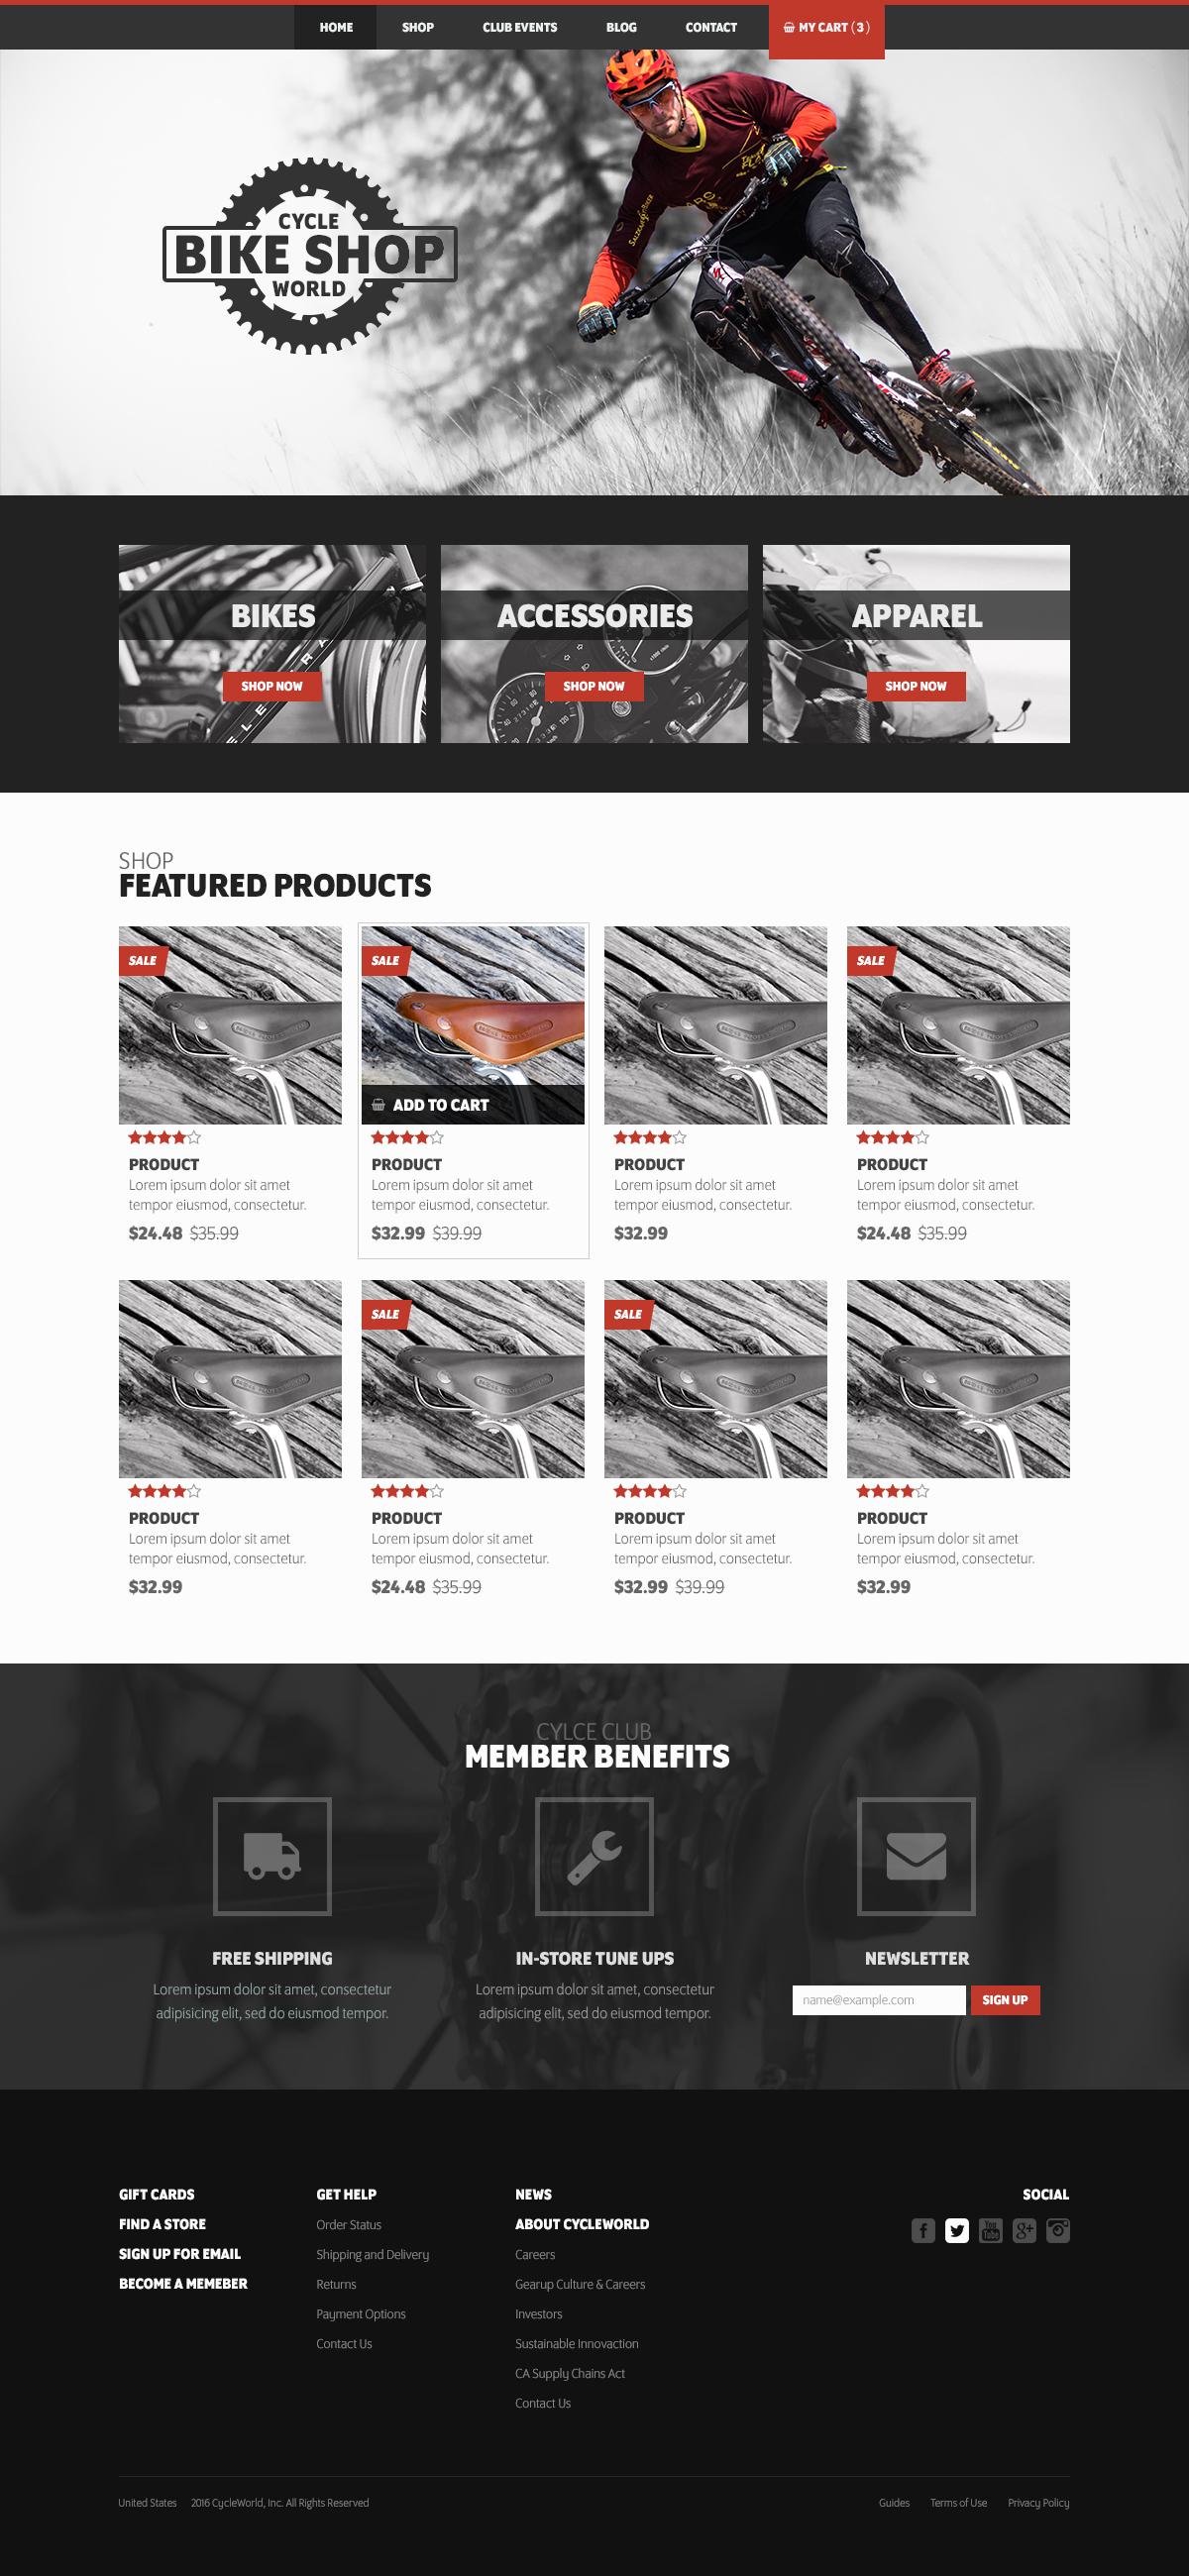 HOME SHOP CLUB EVENTS BLOG CONTACT MY CART (3)
CYCLE
BIKE SHOP
WORLD
BIKES
SHOP NOW
ACCESSORIES
SHOP NOW
APPAREL
SHOP NOW
SHOP
FEATURED PRODUCTS
SALE
PRODUCT
Lorem ipsum dolor sit amet
tempor eiusmod, consectetur.
$24.48 $35.99
SALE
ADD TO CART
PRODUCT
Lorem ipsum dolor sit amet
tempor eiusmod, consectetur.
$32.99 $39.99
PRODUCT
Lorem ipsum dolor sit amet
tempor eiusmod, consectetur.
$32.99
SALE
PRODUCT
Lorem ipsum dolor sit amet
tempor eiusmod, consectetur.
$24.48 $35.99
PRODUCT
Lorem ipsum dolor sit amet
tempor eiusmod, consectetur.
$32.99
SALE
PRODUCT
Lorem ipsum dolor sit amet
tempor eiusmod, consectetur.
$24.48 $35.99
SALE
PRODUCT
Lorem ipsum dolor sit amet
tempor eiusmod, consectetur.
$32.99 $39.99
PRODUCT
Lorem ipsum dolor sit amet
tempor eiusmod, consectetur.
$32.99
CYLCE CLUB
MEMBER BENEFITS
FREE SHIPPING
Lorem ipsum dolor sit amet, consectetur
adipisicing elit, sed do eiusmod tempor.
IN-STORE TUNE UPS
Lorem ipsum dolor sit amet, consectetur
adipisicing elit, sed do eiusmod tempor.
NEWSLETTER
name@example.com SIGN UP
GIFT CARDS
FIND A STORE
SIGN UP FOR EMAIL
BECOME A MEMEBER
GET HELP
Order Status
Shipping and Delivery
Returns
Payment Options
Contact Us
NEWS
ABOUT CYCLEWORLD
Careers
Gearup Culture & Careers
Investors
Sustainable Innovaction
CA Supply Chains Act
Contact Us
SOCIAL
You Tube
United States 2016 CycleWorld, Inc. All Rights Reserved
Guides Terms of Use Privacy Policy